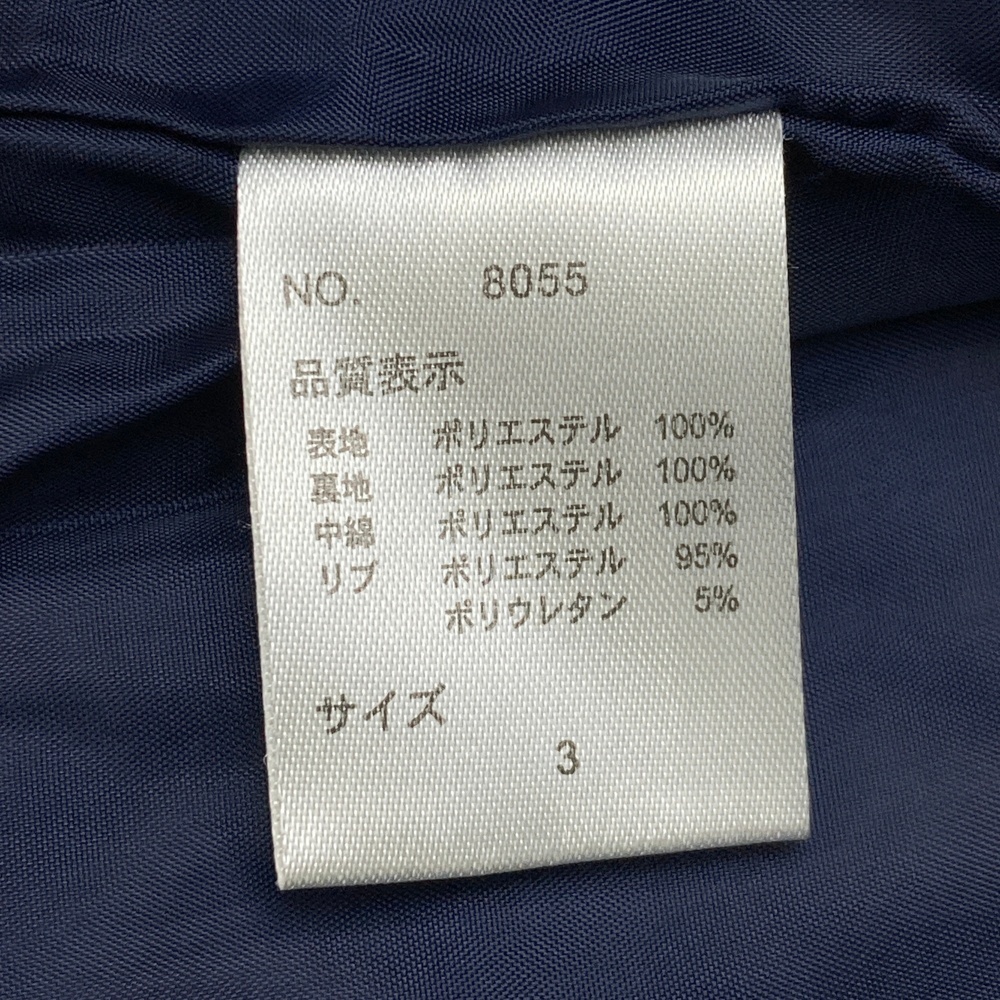 NO. 8055
品質表示
表地 ポリエステル 100%
裏地 ポリエステル 100%
中綿 ポリエステル 100%
リブ ポリエステル 95%
ポリウレタン 5%
サイズ
3